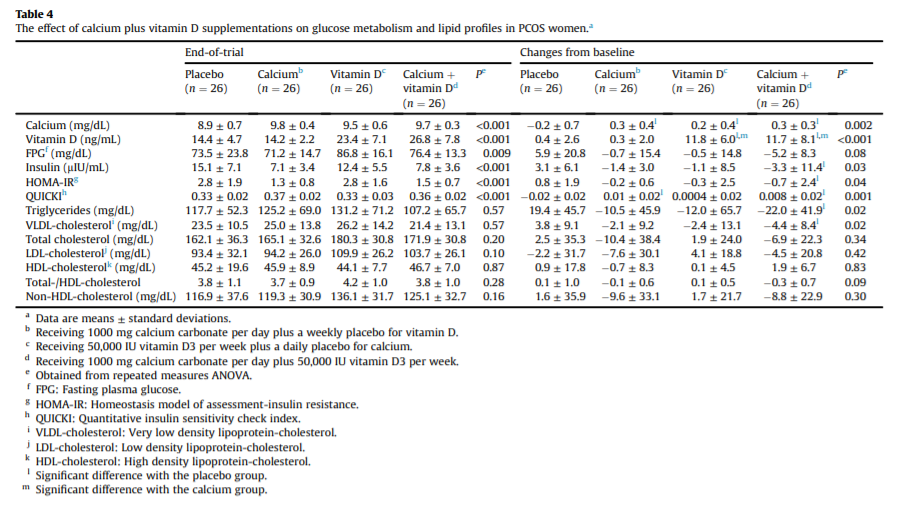 Table 4
The effect of calcium plus vitamin D supplementations on glucose metabolism and lipid profiles in PCOS women.a
End-of-trial Changes from baseline
Placebo Calciumb Vitamin Dc Calcium + Pe Placebo Calciumb Vitamin Dc Calcium + Pe
(n = 26) (n = 26) (n = 26) vitamin Dd (n = 26) (n = 26) (n = 26) vitamin Dd
(n = 26) (n = 26)
Calcium (mg/dL) 8.9 ± 0.7 9.8 ± 0.4 9.5 ± 0.6 9.7 ± 0.3 <0.001 −0.2 ± 0.7 0.3 ± 0.4l 0.2 ± 0.4l 0.3 ± 0.3l 0.002
Vitamin D (ng/mL) 14.4 ± 4.7 14.2 ± 2.2 23.4 ± 7.1 26.8 ± 7.8 <0.001 0.4 ± 2.6 0.3 ± 2.0 11.8 ± 6.0l,m 11.7 ± 8.1l,m <0.001
FPGf (mg/dL) 73.5 ± 23.8 71.2 ± 14.7 86.8 ± 16.1 76.4 ± 13.3 0.009 5.9 ± 20.8 −0.7 ± 15.4 −0.5 ± 14.8 −5.2 ± 8.3 0.08
Insulin (μIU/mL) 15.1 ± 7.1 7.1 ± 3.4 12.4 ± 5.5 7.8 ± 3.6 <0.001 3.1 ± 6.1 −1.4 ± 3.0 −1.1 ± 8.5 −3.3 ± 11.4l 0.03
HOMA-IRg 2.8 ± 1.9 1.3 ± 0.8 2.8 ± 1.6 1.5 ± 0.7 <0.001 0.8 ± 1.9 −0.2 ± 0.6 −0.3 ± 2.5 −0.7 ± 2.4l 0.04
QUICKIh 0.33 ± 0.02 0.37 ± 0.02 0.33 ± 0.03 0.36 ± 0.02 <0.001 −0.02 ± 0.02 0.01 ± 0.02l 0.0004 ± 0.02 0.008 ± 0.02l 0.001
Triglycerides (mg/dL) 117.7 ± 52.3 125.2 ± 69.0 131.2 ± 71.2 107.2 ± 65.7 0.57 19.4 ± 45.7 −10.5 ± 45.9 −12.0 ± 65.7 −22.0 ± 41.9l 0.02
VLDL-cholesteroli (mg/dL) 23.5 ± 10.5 25.0 ± 13.8 26.2 ± 14.2 21.4 ± 13.1 0.57 3.8 ± 9.1 −2.1 ± 9.2 −2.4 ± 13.1 −4.4 ± 8.4l 0.02
Total cholesterol (mg/dL) 162.1 ± 36.3 165.1 ± 32.6 180.3 ± 30.8 171.9 ± 30.8 0.20 2.5 ± 35.3 −10.4 ± 38.4 1.9 ± 24.0 −6.9 ± 22.3 0.34
LDL-cholesterolj (mg/dL) 93.4 ± 32.1 94.2 ± 26.0 109.9 ± 26.2 103.7 ± 26.1 0.10 −2.2 ± 31.7 −7.6 ± 30.1 4.1 ± 18.8 −4.5 ± 20.8 0.42
HDL-cholesterolk (mg/dL) 45.2 ± 19.6 45.9 ± 8.9 44.1 ± 7.7 46.7 ± 7.0 0.87 0.9 ± 17.8 −0.7 ± 8.3 0.1 ± 4.5 1.9 ± 6.7 0.83
Total-/HDL-cholesterol 3.8 ± 1.1 3.7 ± 0.9 4.2 ± 1.0 3.8 ± 1.0 0.28 0.1 ± 1.0 −0.1 ± 0.6 0.1 ± 0.5 −0.3 ± 0.7 0.09
Non-HDL-cholesterol (mg/dL) 116.9 ± 37.6 119.3 ± 30.9 136.1 ± 31.7 125.1 ± 32.7 0.16 1.6 ± 35.9 −9.6 ± 33.1 1.7 ± 21.7 −8.8 ± 22.9 0.30
a Data are means ± standard deviations.
b Receiving 1000 mg calcium carbonate per day plus a weekly placebo for vitamin D.
c Receiving 50,000 IU vitamin D3 per week plus a daily placebo for calcium.
d Receiving 1000 mg calcium carbonate per day plus 50,000 IU vitamin D3 per week.
e Obtained from repeated measures ANOVA.
f FPG: Fasting plasma glucose.
g HOMA-IR: Homeostasis model of assessment-insulin resistance.
h QUICKI: Quantitative insulin sensitivity check index.
i VLDL-cholesterol: Very low density lipoprotein-cholesterol.
j LDL-cholesterol: Low density lipoprotein-cholesterol.
k HDL-cholesterol: High density lipoprotein-cholesterol.
l Significant difference with the placebo group.
m Significant difference with the calcium group.